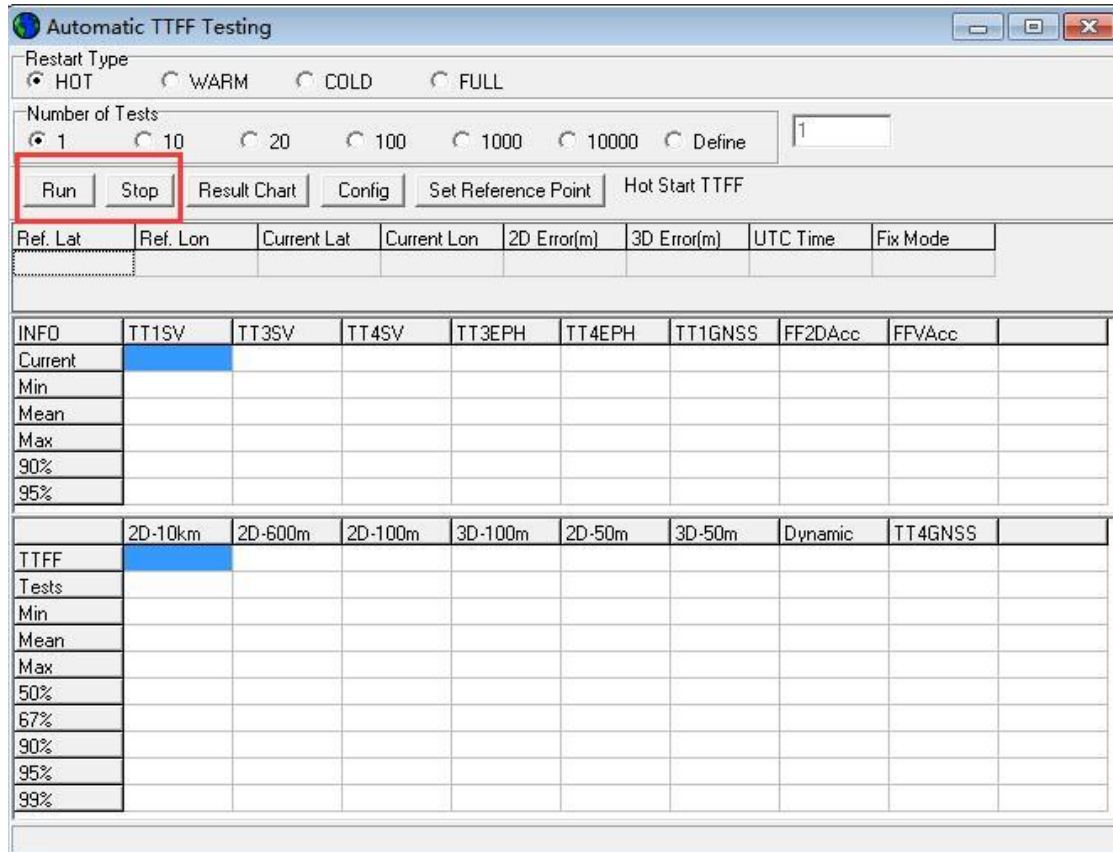 Automatic TTFF Testing
Restart Type
HOT WARM COLD FULL
Number of Tests
1 10 20 100 1000 10000 Define 1
Run Stop Result Chart Config Set Reference Point Hot Start TTFF
Ref. Lat Ref. Lon Current Lat Current Lon 2D Error(m) 3D Error(m) UTC Time Fix Mode
INFO TT1SV TT3SV TT4SV TT3EPH TT4EPH TT1GNSS FF2DAcc FFVAcc
Current
Min
Mean
Max
90%
95%
2D-10km 2D-600m 2D-100m 3D-100m 2D-50m 3D-50m Dynamic TT4GNSS
TTFF
Tests
Min
Mean
Max
50%
67%
90%
95%
99%